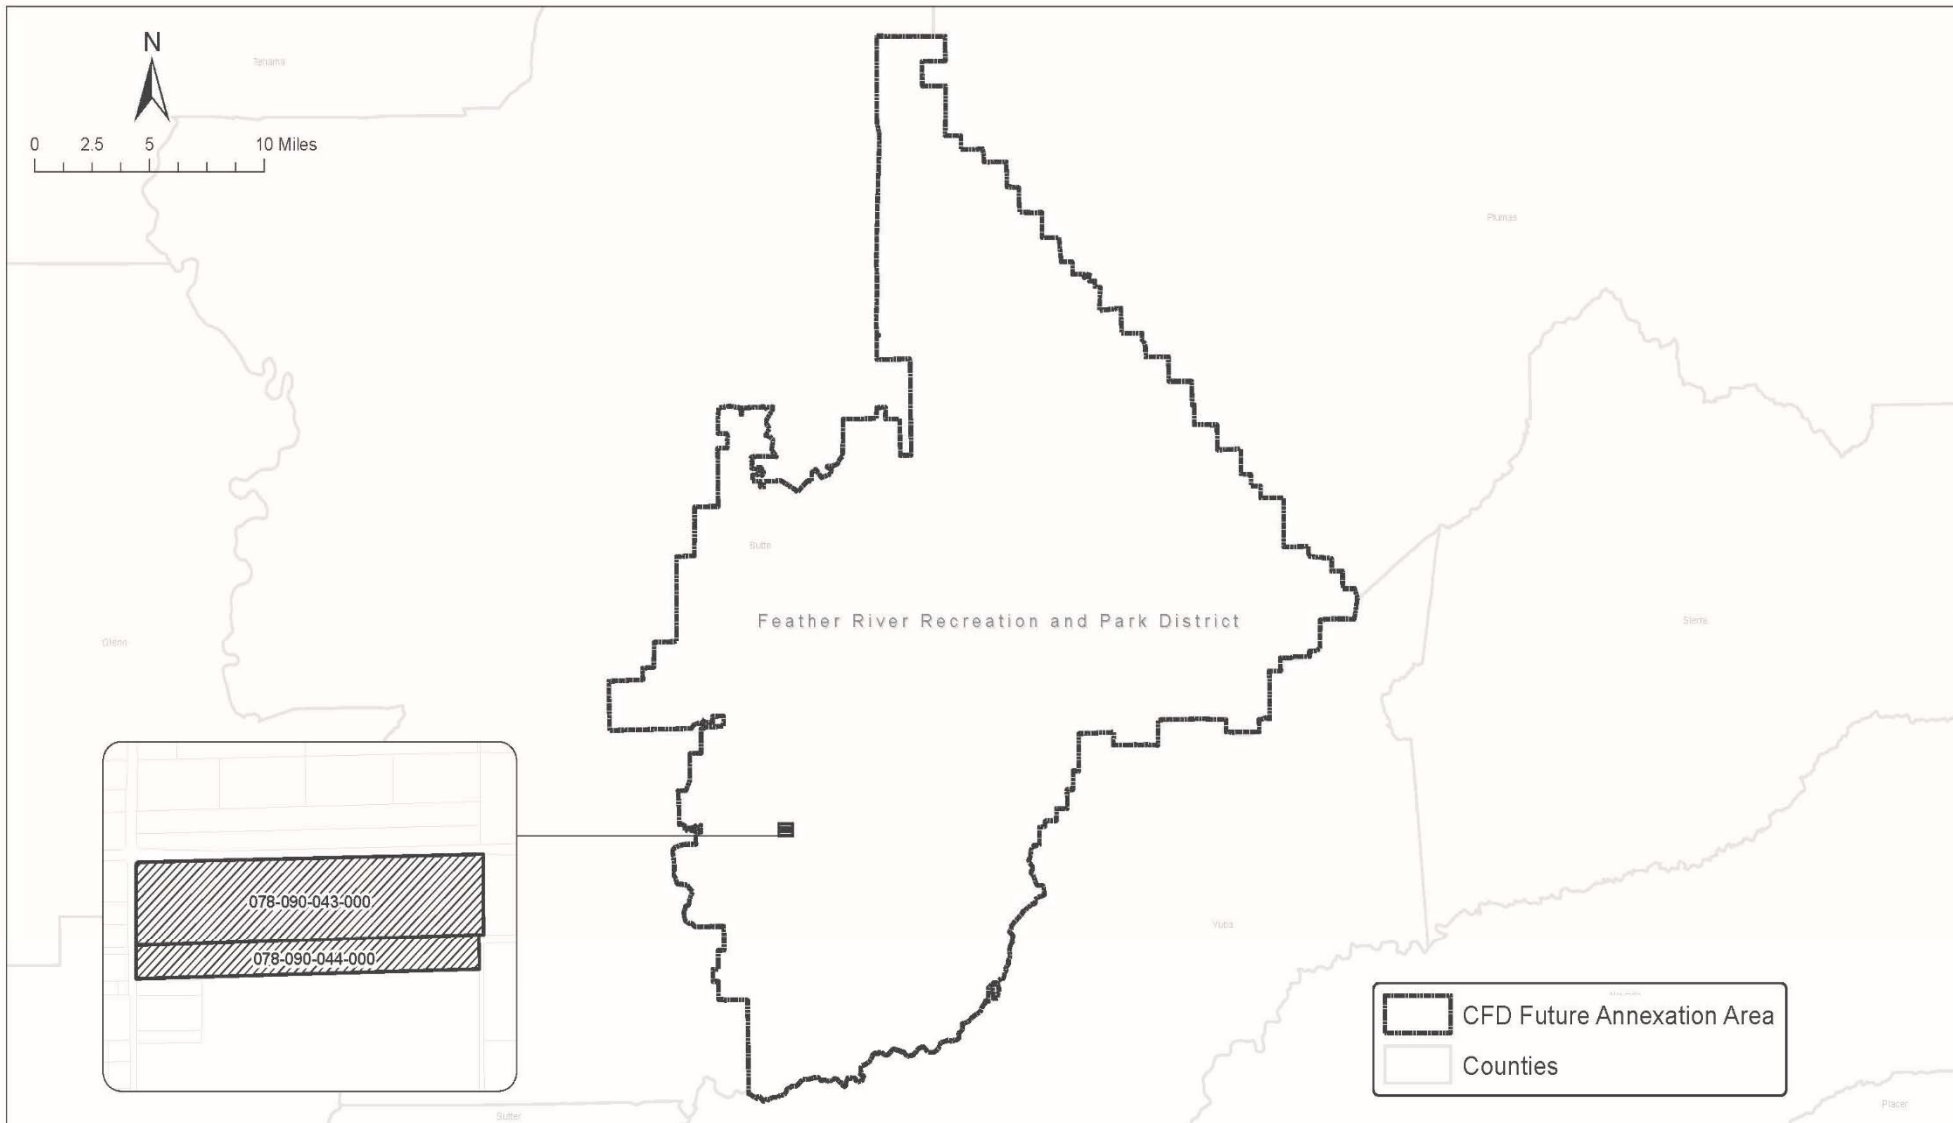 N
Tehama
0 2.5 5 10 Miles
Plumas
Butte
Feather River Recreation and Park District
Sierra
Glenn
078-090-043-000
078-090-044-000
Yuba
CFD Future Annexation Area
Counties
Sutter
Placer